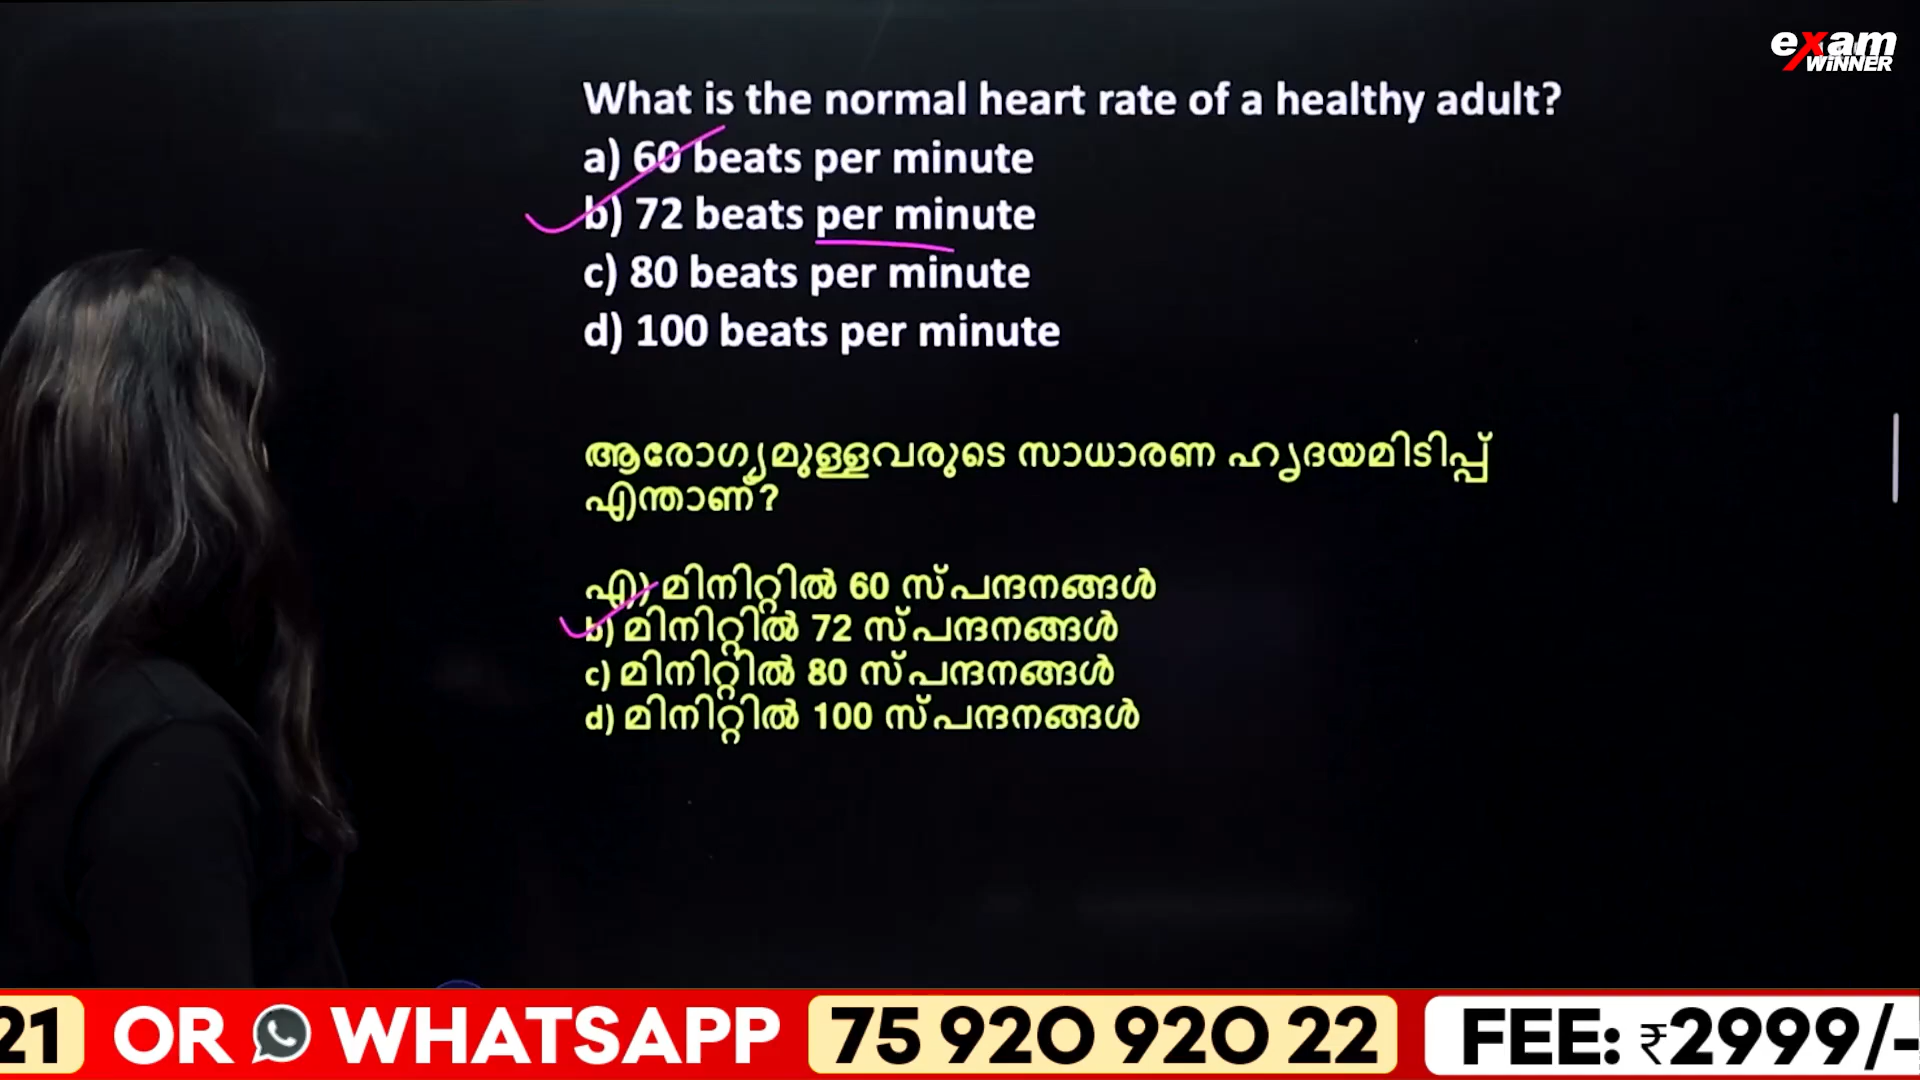 exam
WINNER
What is the normal heart rate of a healthy adult?
a) 60 beats per minute
b) 72 beats per minute
c) 80 beats per minute
d) 100 beats per minute
ആരോഗ്യമുള്ളവരുടെ സാധാരണ ഹൃദയമിടിപ്പ്
എന്താണ്?
എ) മിനിറ്റിൽ 60 സ്പന്ദനങ്ങൾ
b) മിനിറ്റിൽ 72 സ്പന്ദനങ്ങൾ
c) മിനിറ്റിൽ 80 സ്പന്ദനങ്ങൾ
d) മിനിറ്റിൽ 100 സ്പന്ദനങ്ങൾ
21 OR WHATSAPP 75 920 920 22 FEE: ₹2999/-